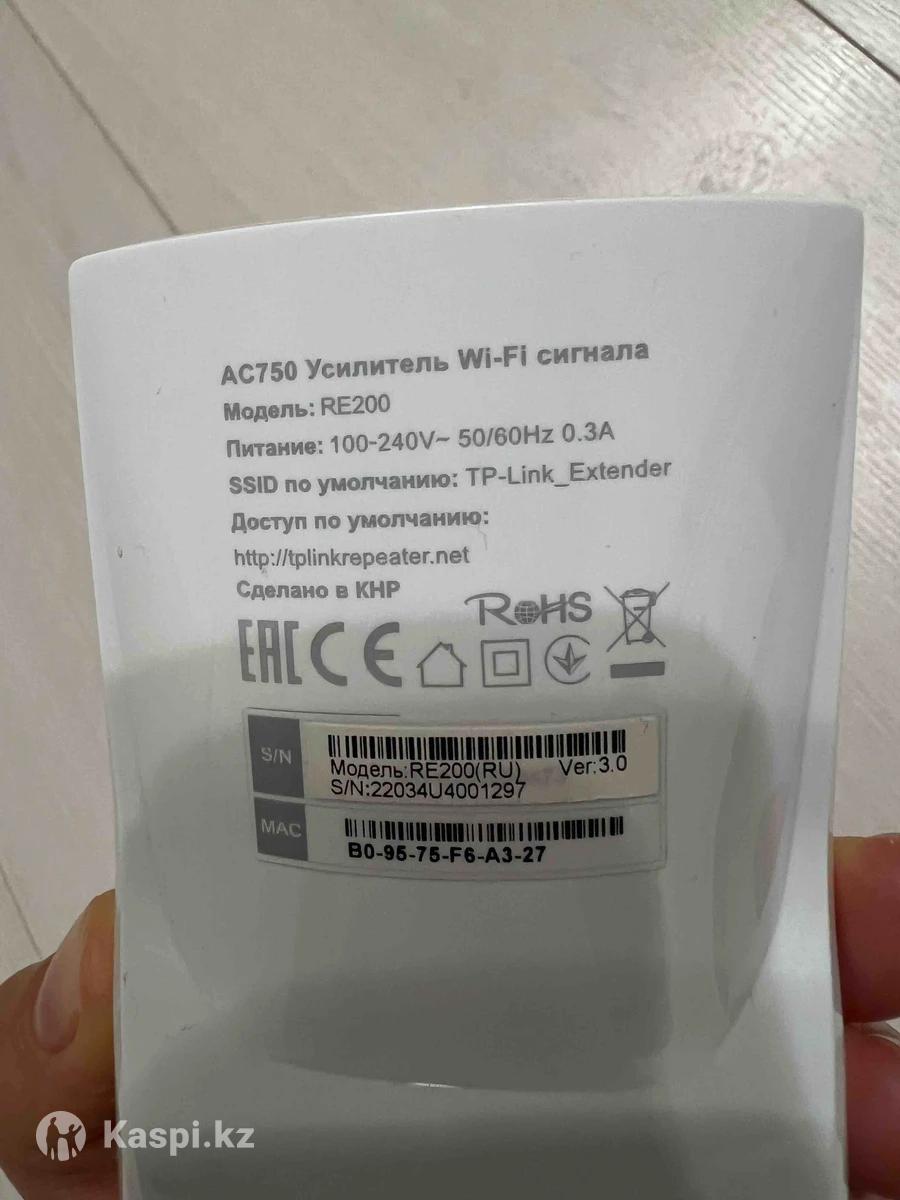 AC750 Усилитель Wi-Fi сигнала
Модель: RE200
Питание: 100-240V~ 50/60Hz 0.3A
SSID по умолчанию: TP-Link_Extender
Доступ по умолчанию:
http://tplinkrepeater.net
Сделано в КНР
RoHS
EAC CE
S/N
Модель:RE200(RU) Ver:3.0
S/N:22034U4001297
MAC
B0-95-75-F6-A3-27
Kaspi.kz